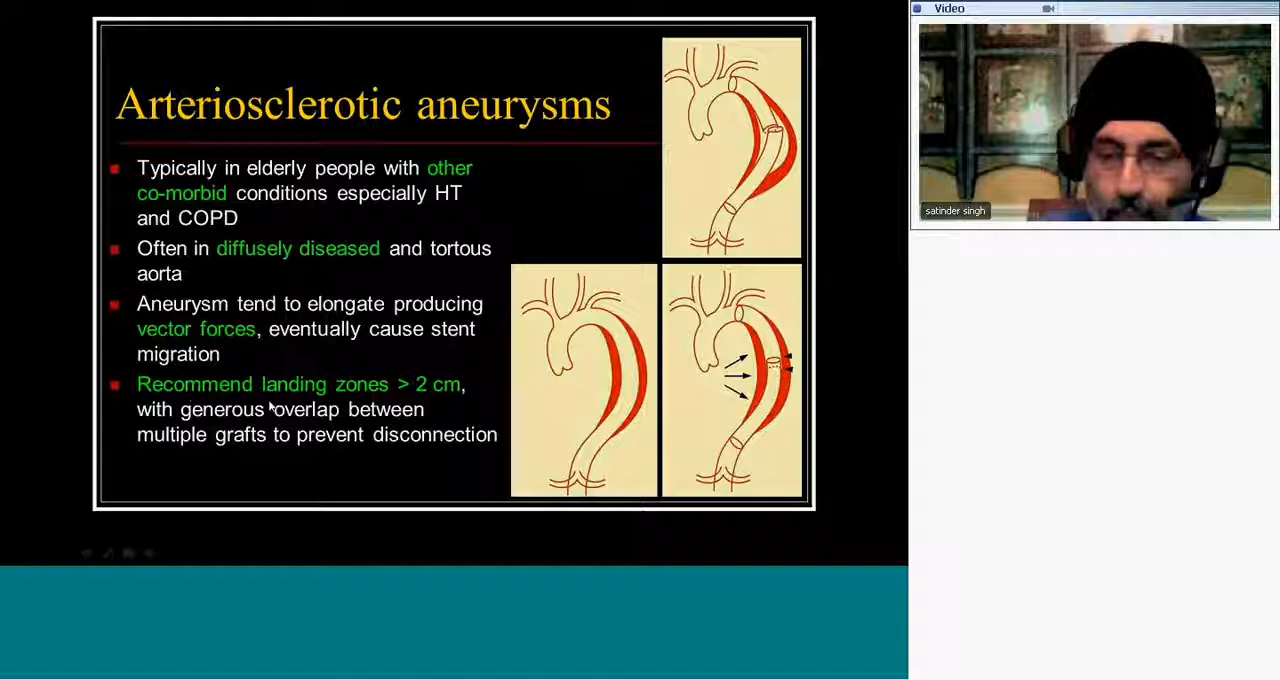 Video
Arteriosclerotic aneurysms
Typically in elderly people with other
co-morbid conditions especially HT
and COPD
Often in diffusely diseased and tortous
aorta
Aneurysm tend to elongate producing
vector forces, eventually cause stent
migration
Recommend landing zones > 2 cm,
with generous overlap between
multiple grafts to prevent disconnection
satinder singh